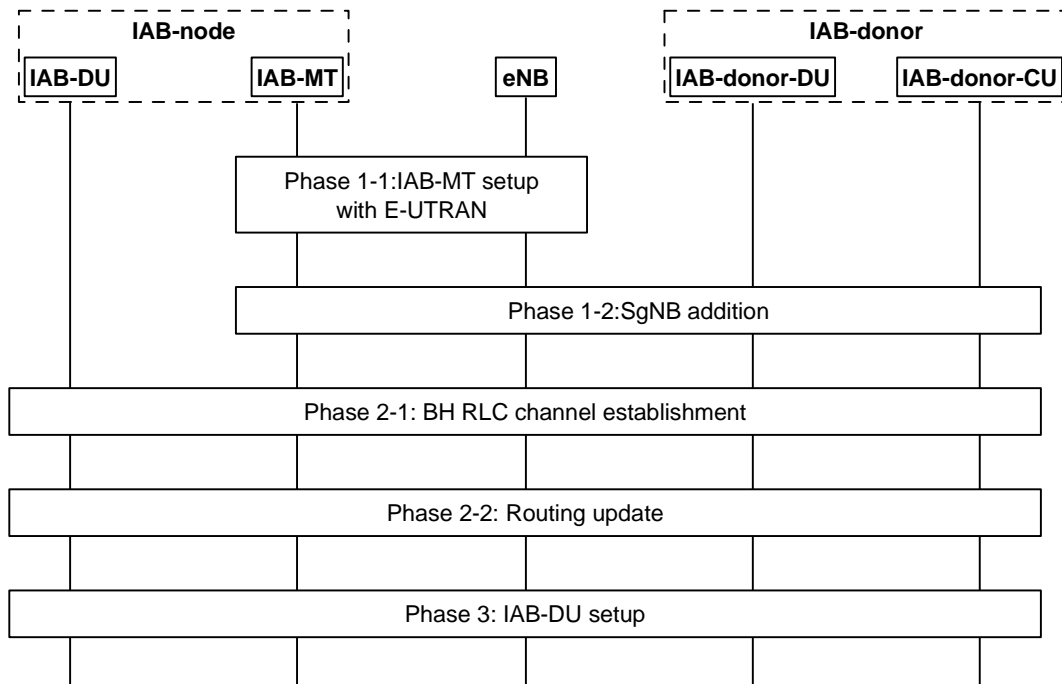 IAB-node
IAB-donor
IAB-DU
IAB-MT
eNB
IAB-donor-DU
IAB-donor-CU
Phase 1-1:IAB-MT setup
with E-UTRAN
Phase 1-2:SgNB addition
Phase 2-1: BH RLC channel establishment
Phase 2-2: Routing update
Phase 3: IAB-DU setup